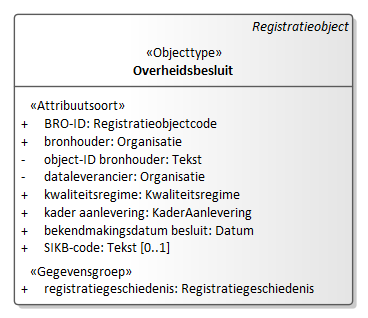 Registratieobject
«Objecttype»
Overheidsbesluit
«Attribuutsoort»
+ BRO-ID: Registratieobjectcode
+ bronhouder: Organisatie
- object-ID bronhouder: Tekst
- dataleverancier: Organisatie
+ kwaliteitsregime: Kwaliteitsregime
+ kader aanlevering: KaderAanlevering
+ bekendmakingsdatum besluit: Datum
+ SIKB-code: Tekst [0..1]
«Gegevensgroep»
+ registratiegeschiedenis: Registratiegeschiedenis